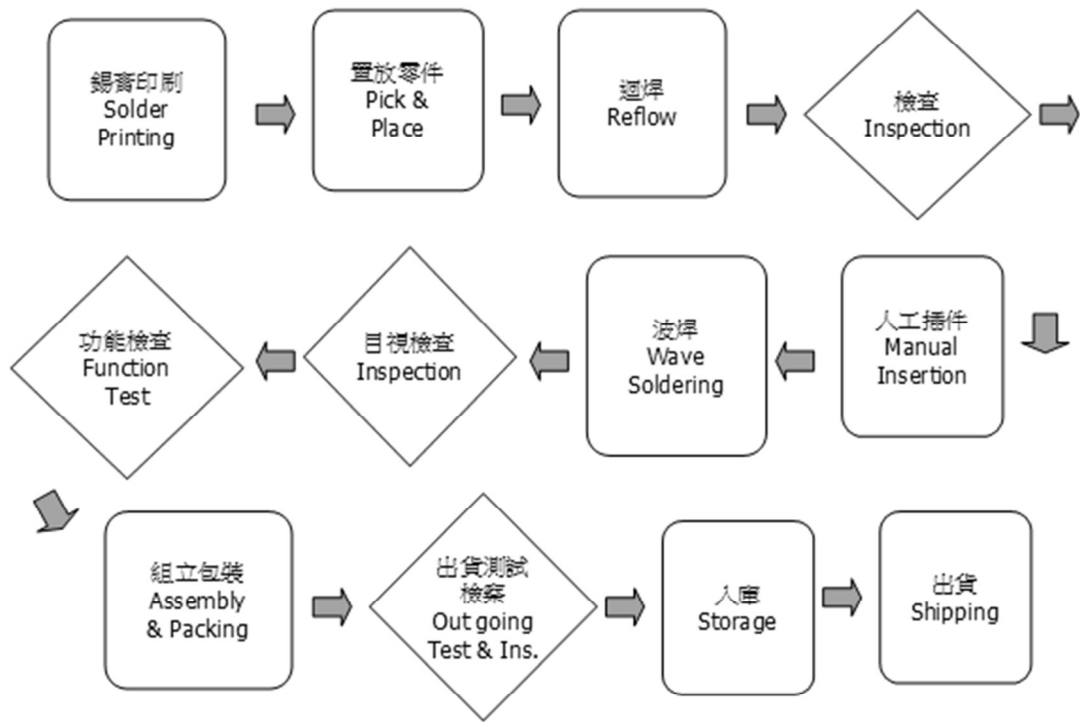 錫膏印刷
Solder
Printing
置放零件
Pick &
Place
迴焊
Reflow
檢查
Inspection
人工插件
Manual
Insertion
波焊
Wave
Soldering
目視檢查
Inspection
功能檢查
Function
Test
組立包裝
Assembly
& Packing
出貨測試
檢察
Out going
Test & Ins.
入庫
Storage
出貨
Shipping